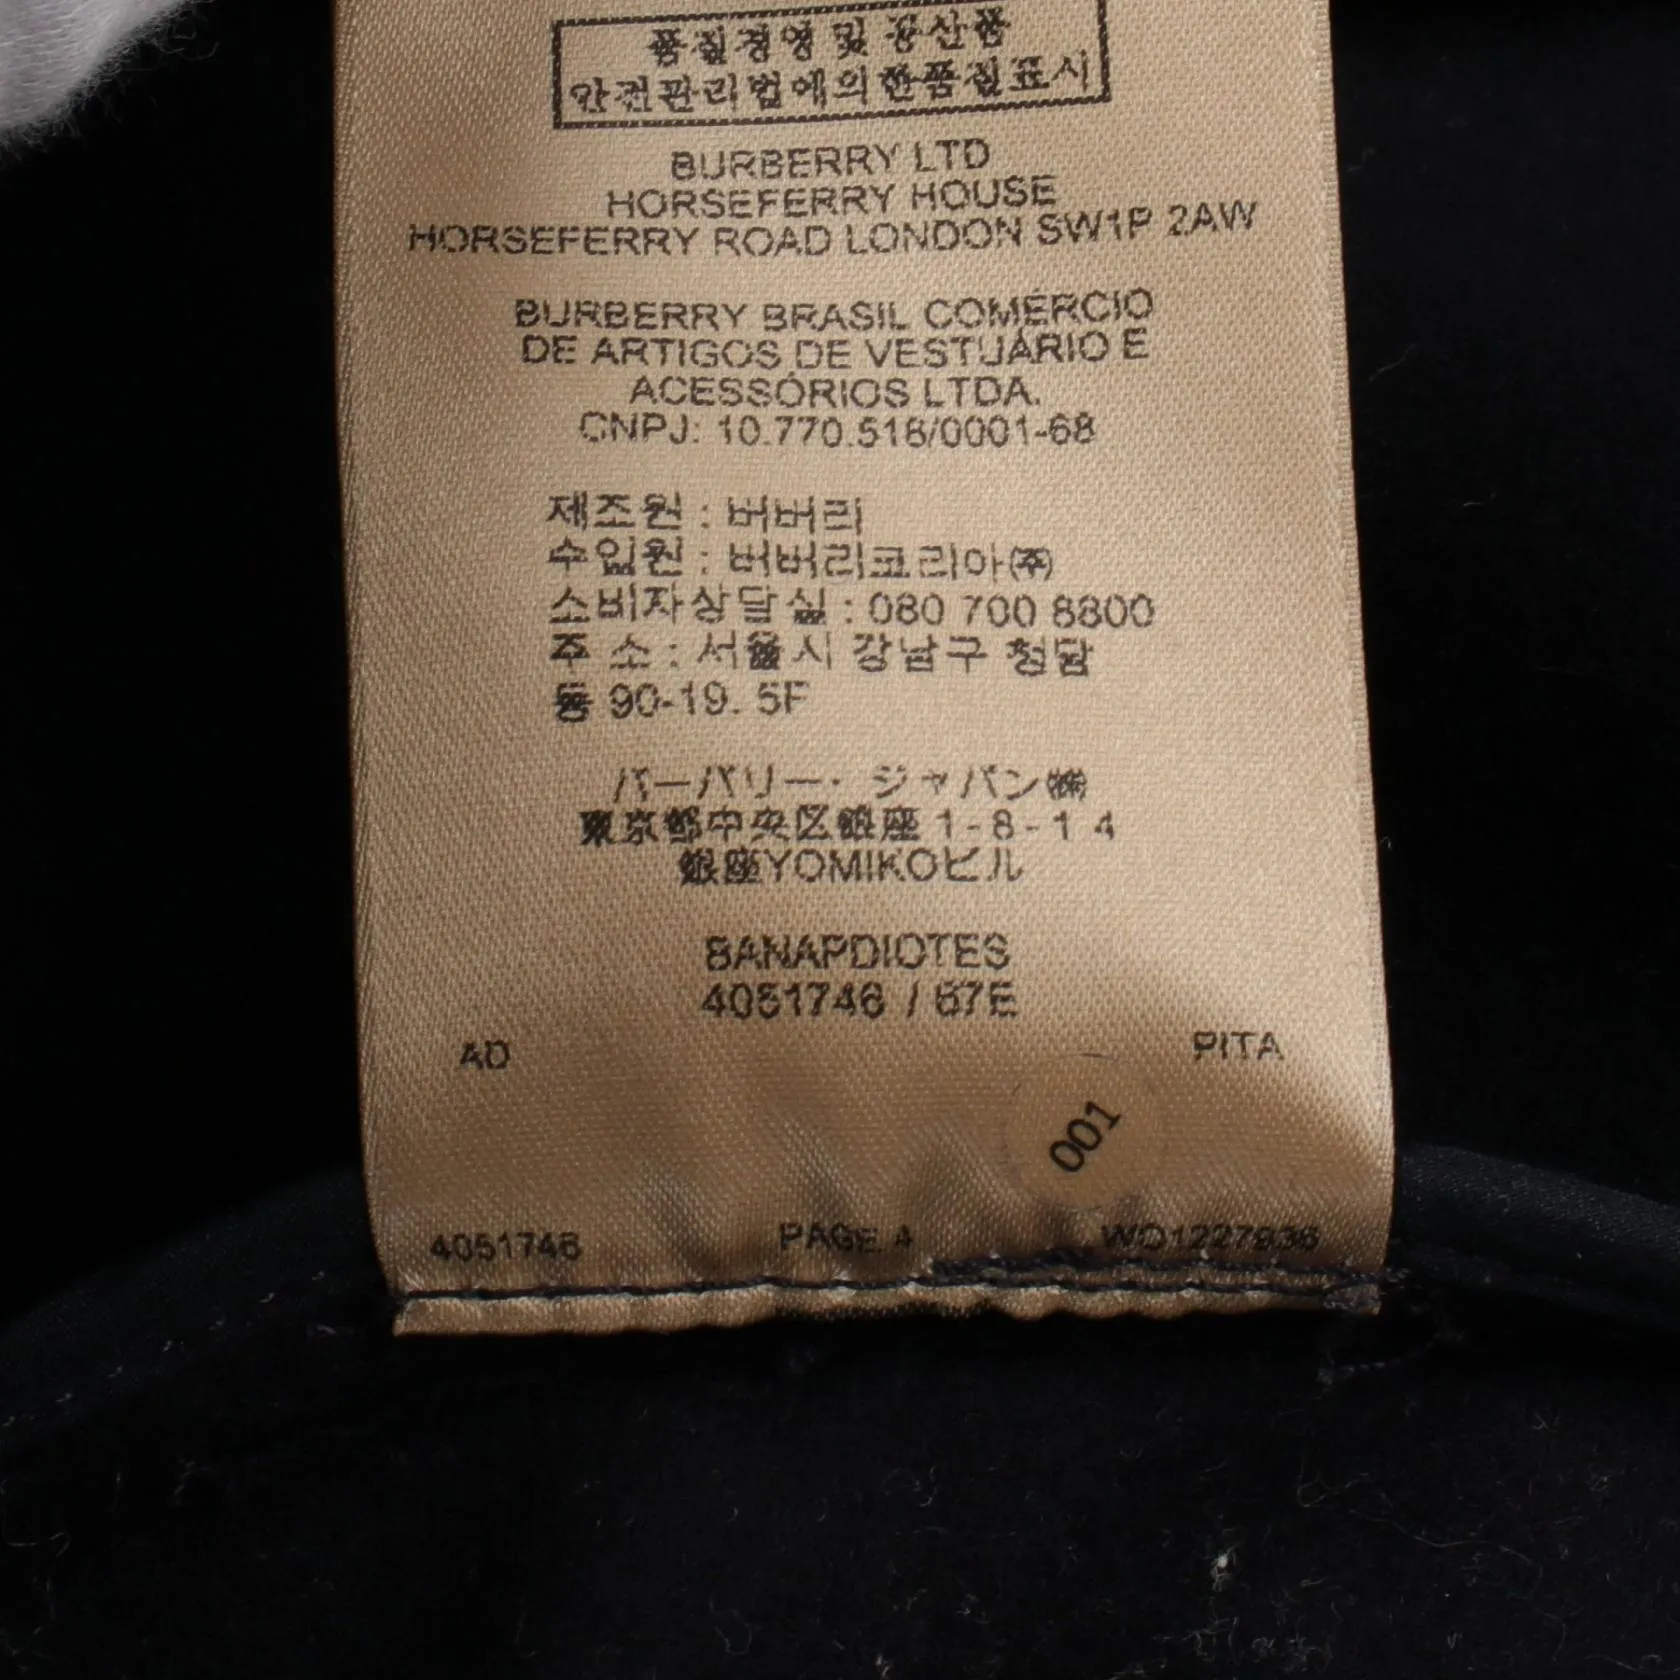 품질경영 및 공산품
안전관리법에의한품질표시
BURBERRY LTD
HORSEFERRY HOUSE
HORSEFERRY ROAD LONDON SW1P 2AW
BURBERRY BRASIL COMÉRCIO
DE ARTIGOS DE VESTUÁRIO E
ACESSÓRIOS LTDA.
CNPJ: 10.770.518/0001-68
제조원 : 버버리
수입원 : 버버리코리아㈜
소비자상담실 : 080 700 8800
주 소 : 서울시 강남구 청담
동 90-19. 5F
バーバリー・ジャパン㈱
東京都中央区銀座 1-8-14
銀座YOMIKOビル
BANAPDIOTES
4051746 / 67E
AD
PITA
001
4051746
PAGE 4
WO1227936